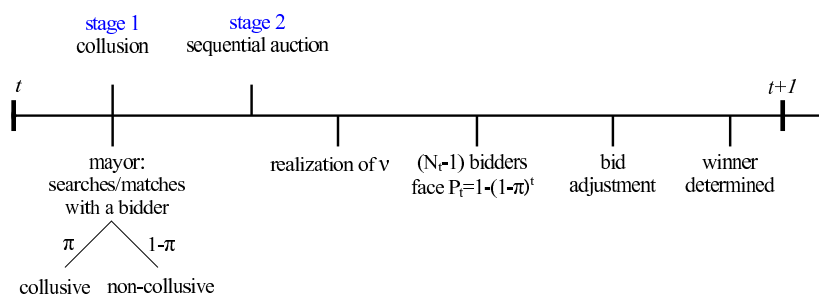 stage 1
collusion
stage 2
sequential auction
t
t+1
mayor:
searches/matches
with a bidder
realization of ν
(Nₜ-1) bidders
face Pₜ=1-(1-π)ᵗ
bid
adjustment
winner
determined
π
1-π
collusive
non-collusive